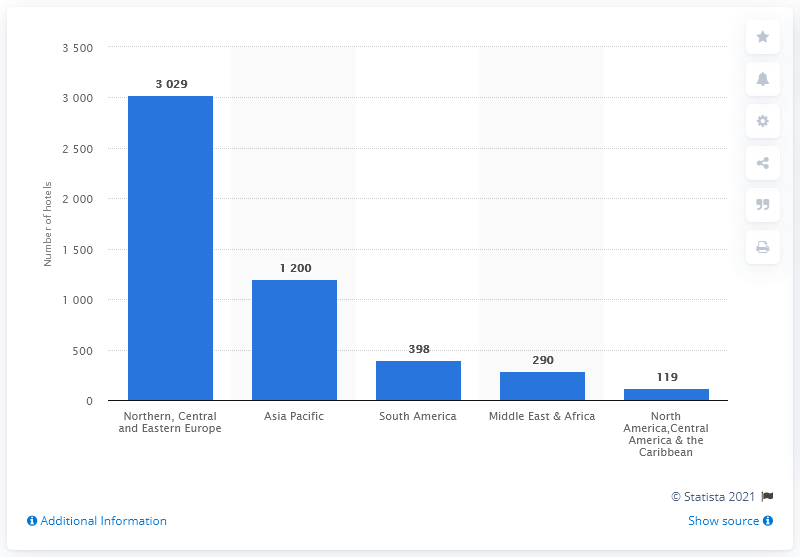 3 500
3 000
2 500
2 000
1 500
1 000
500
0
Number of hotels
3 029
1 200
398
290
119
Northern, Central
and Eastern Europe
Asia Pacific
South America
Middle East & Africa
North
America,Central
America & the
Caribbean
© Statista 2021
Additional Information
Show source